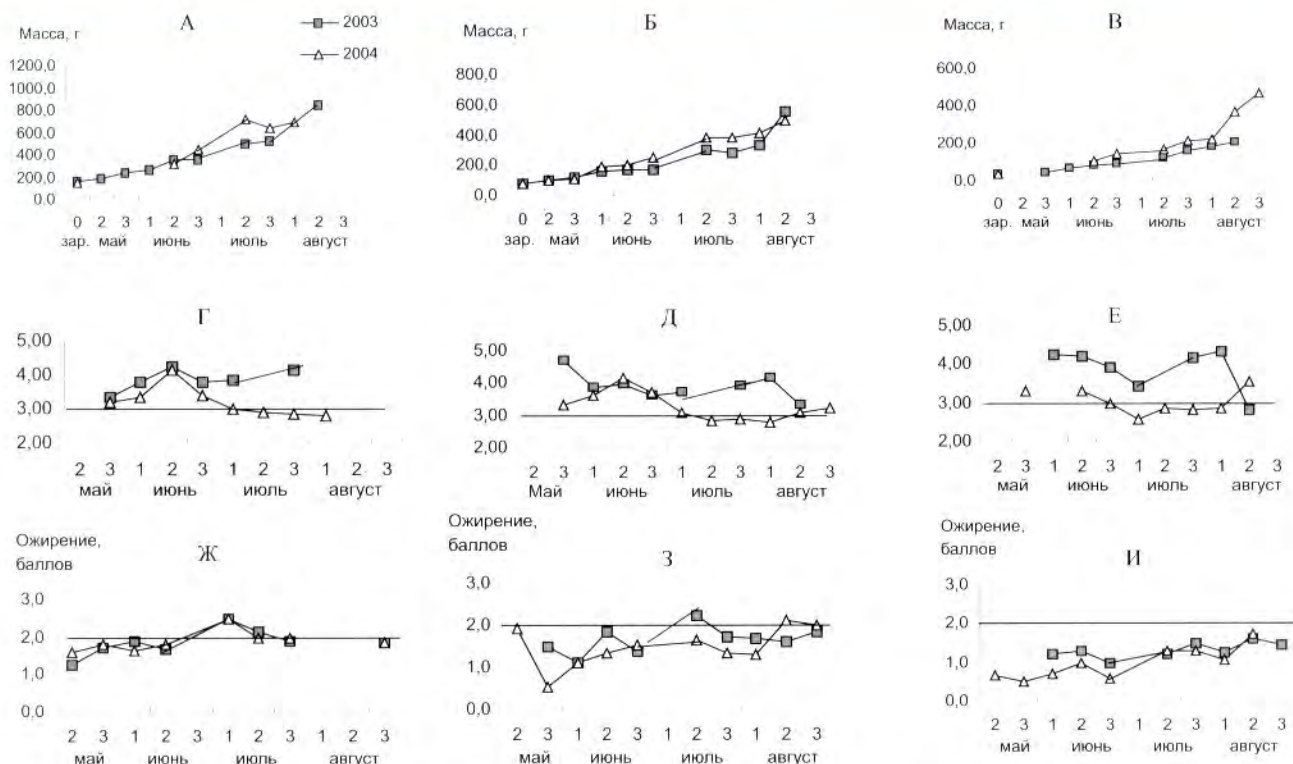 А
2003
2004
Масса, г
1200,0
1000,0
800,0
600,0
400,0
200,0
0,0
0 2 3 1 2 3 1 2 3 1 2 3
зар. май июнь июль август
Б
Масса, г
800,0
600,0
400,0
200,0
0,0
0 2 3 1 2 3 1 2 3 1 2 3
зар. май июнь июль август
В
Масса, г
600,0
400,0
200,0
0,0
0 2 3 1 2 3 1 2 3 1 2 3
зар. май июнь июль август
Г
5,00
4,00
3,00
2,00
2 3 1 2 3 1 2 3 1 2 3
май июнь июль август
Д
5,00
4,00
3,00
2,00
2 3 1 2 3 1 2 3 1 2 3
Май июнь июль август
Е
5,00
4,00
3,00
2,00
2 3 1 2 3 1 2 3 1 2 3
май июнь июль август
Ожирение,
баллов
Ж
3,0
2,0
1,0
0,0
2 3 1 2 3 1 2 3 1 2 3
май июнь июль август
Ожирение,
баллов
З
3,0
2,0
1,0
0,0
2 3 1 2 3 1 2 3 1 2 3
май июнь июль август
Ожирение,
баллов
И
3,0
2,0
1,0
0,0
2 3 1 2 3 1 2 3 1 2 3
май июнь июль август